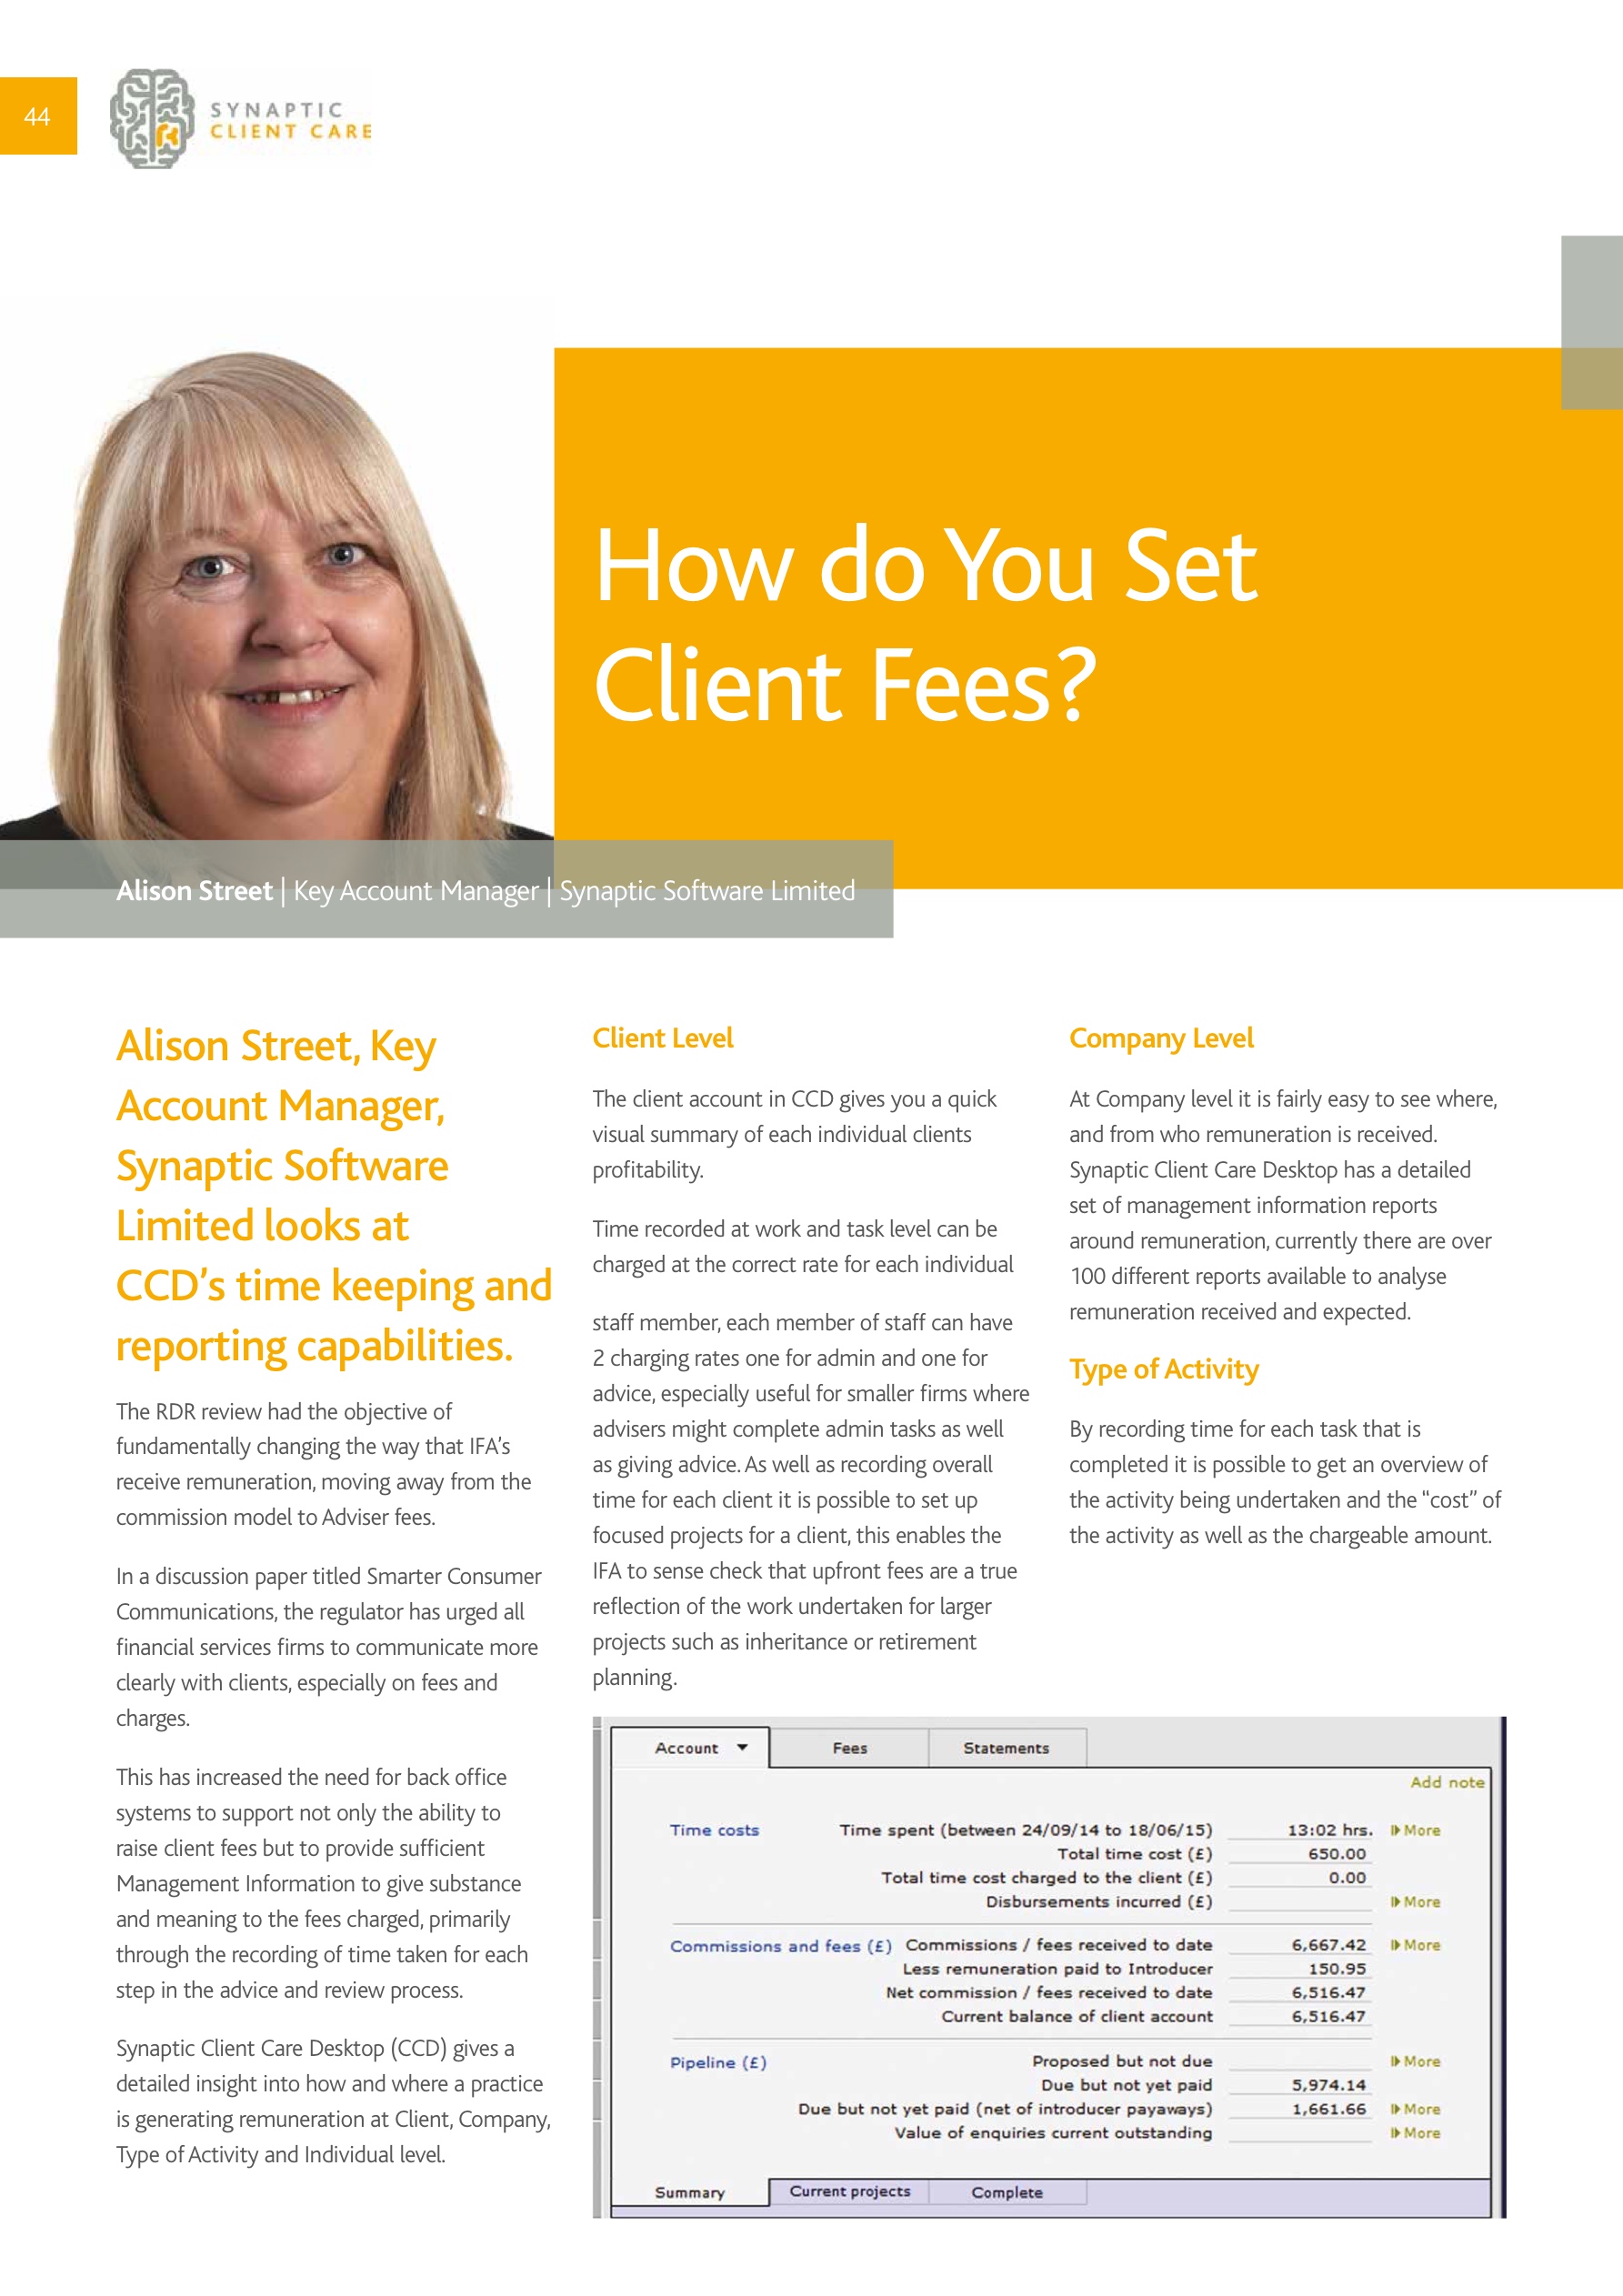 44
SYNAPTIC
CLIENT CARE
How do You Set
Client Fees?
Alison Street | Key Account Manager | Synaptic Software Limited
Alison Street, Key
Account Manager,
Synaptic Software
Limited looks at
CCD's time keeping and
reporting capabilities.
The RDR review had the objective of
fundamentally changing the way that IFA's
receive remuneration, moving away from the
commission model to Adviser fees.
In a discussion paper titled Smarter Consumer
Communications, the regulator has urged all
financial services firms to communicate more
clearly with clients, especially on fees and
charges.
This has increased the need for back office
systems to support not only the ability to
raise client fees but to provide sufficient
Management Information to give substance
and meaning to the fees charged, primarily
through the recording of time taken for each
step in the advice and review process.
Synaptic Client Care Desktop (CCD) gives a
detailed insight into how and where a practice
is generating remuneration at Client, Company,
Type of Activity and Individual level.
Client Level
The client account in CCD gives you a quick
visual summary of each individual clients
profitability.
Time recorded at work and task level can be
charged at the correct rate for each individual
staff member, each member of staff can have
2 charging rates one for admin and one for
advice, especially useful for smaller firms where
advisers might complete admin tasks as well
as giving advice. As well as recording overall
time for each client it is possible to set up
focused projects for a client, this enables the
IFA to sense check that upfront fees are a true
reflection of the work undertaken for larger
projects such as inheritance or retirement
planning.
Company Level
At Company level it is fairly easy to see where,
and from who remuneration is received.
Synaptic Client Care Desktop has a detailed
set of management information reports
around remuneration, currently there are over
100 different reports available to analyse
remuneration received and expected.
Type of Activity
By recording time for each task that is
completed it is possible to get an overview of
the activity being undertaken and the “cost” of
the activity as well as the chargeable amount.
Account Fees Statements
Add note
Time costs Time spent (between 24/09/14 to 18/06/15) 13:02 hrs. More
Total time cost (£) 650.00
Total time cost charged to the client (£) 0.00
Disbursements incurred (£) More
Commissions and fees (£) Commissions / fees received to date 6,667.42 More
Less remuneration paid to Introducer 150.95
Net commission / fees received to date 6,516.47
Current balance of client account 6,516.47
Pipeline (£) Proposed but not due More
Due but not yet paid 5,974.14
Due but not yet paid (net of introducer payaways) 1,661.66 More
Value of enquiries current outstanding More
Summary Current projects Complete